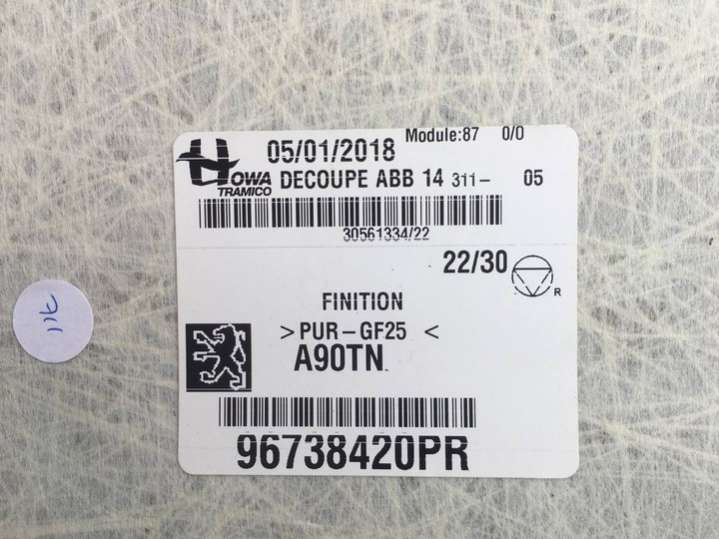 Module:87 0/0
05/01/2018
HOWA
TRAMICO
DECOUPE ABB 14 311- 05
30561334/22
22/30
R
FINITION
>PUR-GF25 <
A90TN
96738420PR